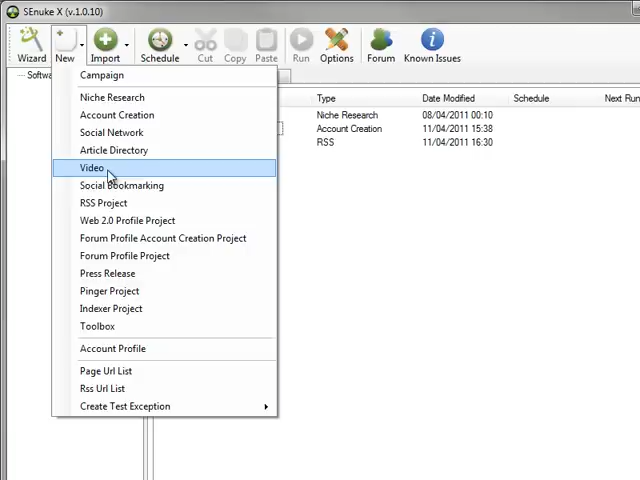 SEnuke X (v.1.0.10)
Wizard New Import Schedule Cut Copy Paste Run Options Forum Known Issues
Softwa
Type Date Modified Schedule Next Run
Niche Research 08/04/2011 00:10
Account Creation 11/04/2011 15:38
RSS 11/04/2011 16:30
Campaign
Niche Research
Account Creation
Social Network
Article Directory
Video
Social Bookmarking
RSS Project
Web 2.0 Profile Project
Forum Profile Account Creation Project
Forum Profile Project
Press Release
Pinger Project
Indexer Project
Toolbox
Account Profile
Page Url List
Rss Url List
Create Test Exception